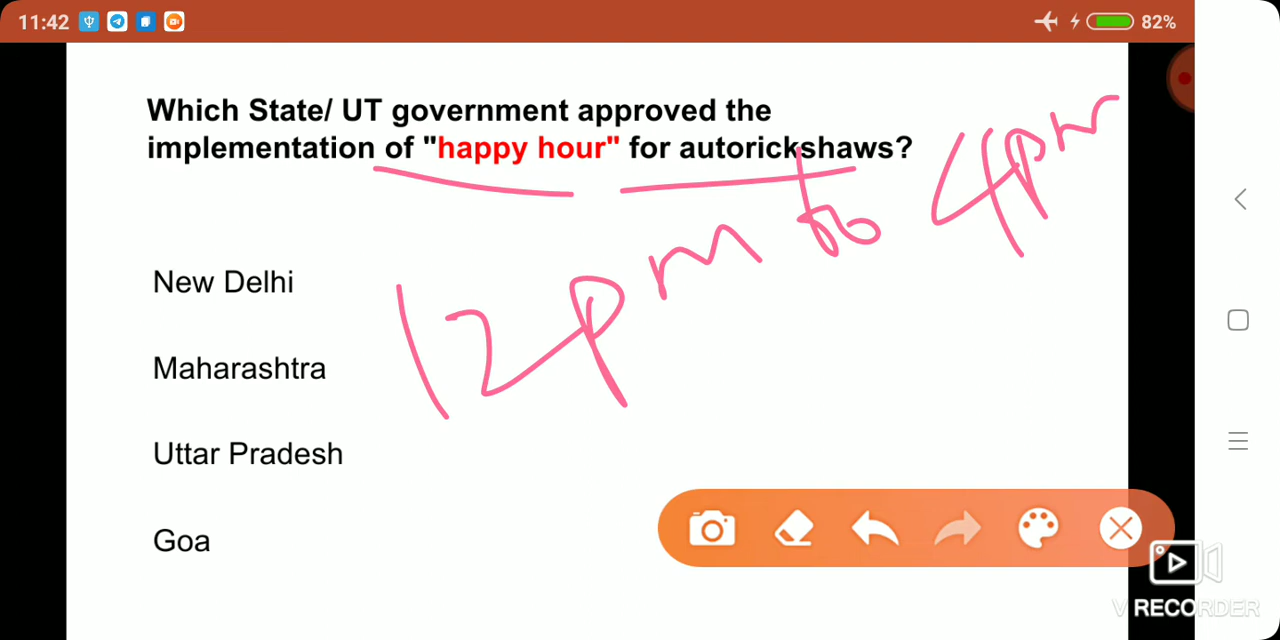 11:42
82%
Which State/ UT government approved the
implementation of "happy hour" for autorickshaws?
12pm to 4pm
New Delhi
Maharashtra
Uttar Pradesh
Goa
V RECORDER